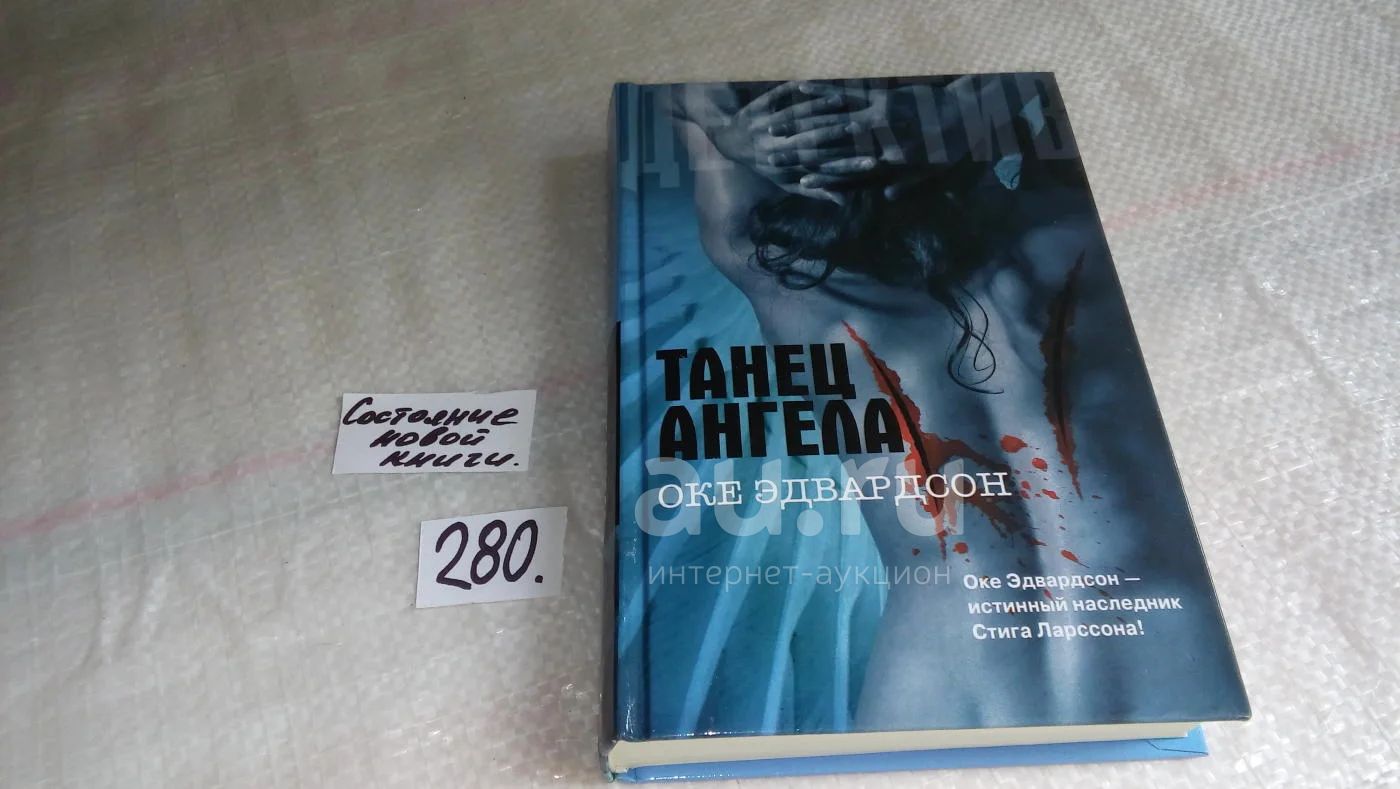 ДЕТЕКТИВ
ТАНЕЦ
АНГЕЛА
ОКЕ ЭДВАРДСОН
au.ru
интернет-аукцион
Оке Эдвардсон —
истинный наследник
Стига Ларссона!
Состояние
новой
книги.
280.